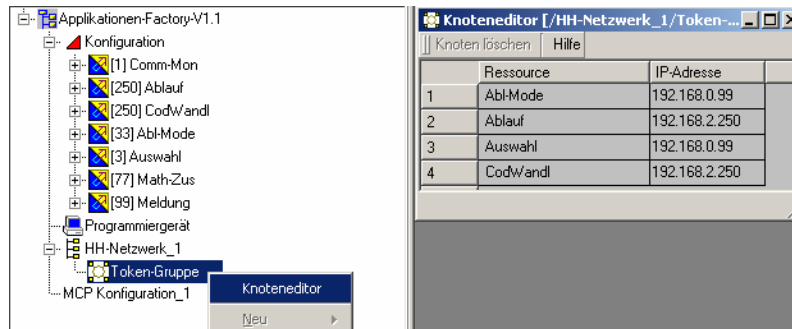 Applikationen-Factory-V1.1
Konfiguration
[1] Comm-Mon
[250] Ablauf
[250] CodWandl
[33] Abl-Mode
[3] Auswahl
[77] Math-Zus
[99] Meldung
Programmiergerät
HH-Netzwerk_1
Token-Gruppe
MCP Konfiguration_1
Knoteneditor
Neu
Knoteneditor [/HH-Netzwerk_1/Token-...
Knoten löschen Hilfe
Ressource IP-Adresse
1 Abl-Mode 192.168.0.99
2 Ablauf 192.168.2.250
3 Auswahl 192.168.0.99
4 CodWandl 192.168.2.250